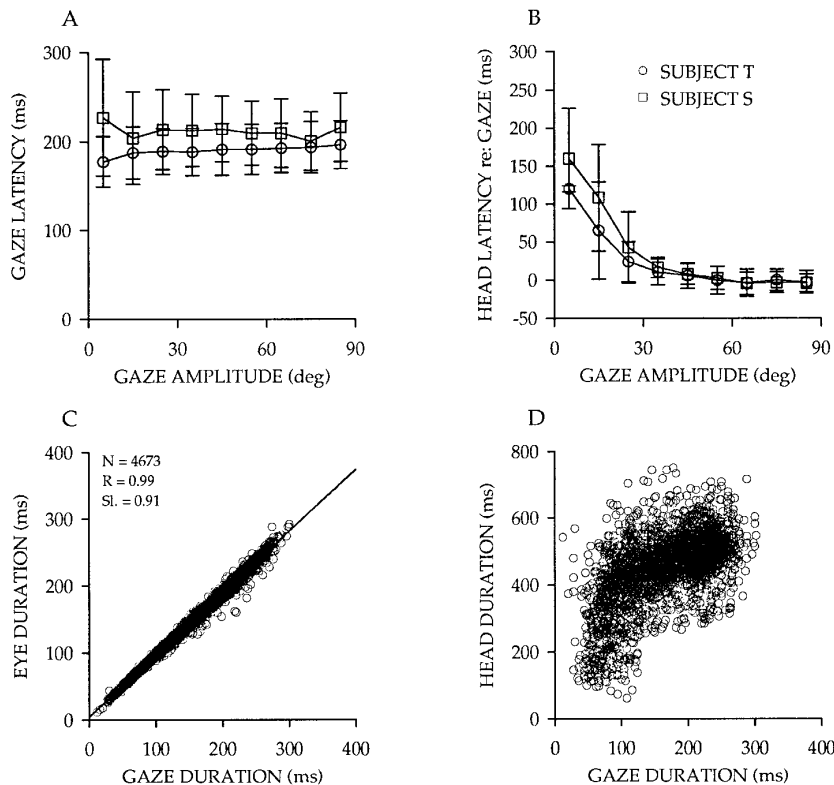 A
300
200
100
0
GAZE LATENCY (ms)
0 30 60 90
GAZE AMPLITUDE (deg)
B
SUBJECT T
SUBJECT S
300
250
200
150
100
50
0
-50
HEAD LATENCY re: GAZE (ms)
0 30 60 90
GAZE AMPLITUDE (deg)
C
N = 4673
R = 0.99
Sl. = 0.91
400
300
200
100
0
EYE DURATION (ms)
0 100 200 300 400
GAZE DURATION (ms)
D
800
600
400
200
0
HEAD DURATION (ms)
0 100 200 300 400
GAZE DURATION (ms)